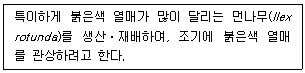 특이하게 붉은색 열매가 많이 달리는 먼나무(Ilex
rotunda)를 생산·재배하여, 조기에 붉은색 열매
를 관상하려고 한다.